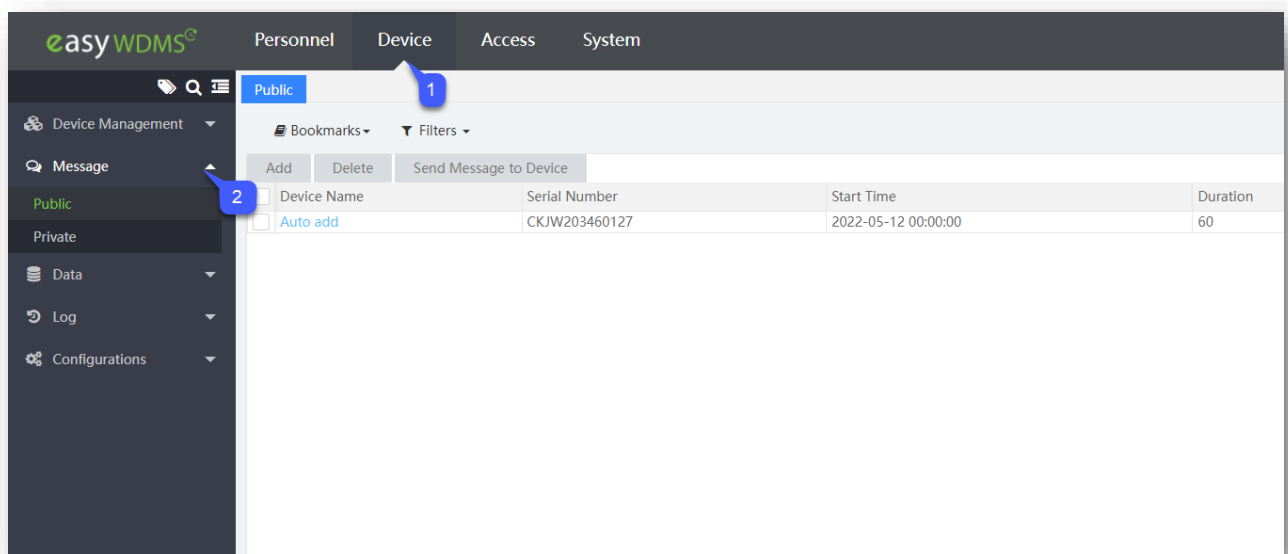 easy WDMS Personnel Device Access System
1
Public
Bookmarks Filters
Add Delete Send Message to Device
Device Name Serial Number Start Time Duration
Auto add CKJW203460127 2022-05-12 00:00:00 60
Device Management
Message
2
Public
Private
Data
Log
Configurations